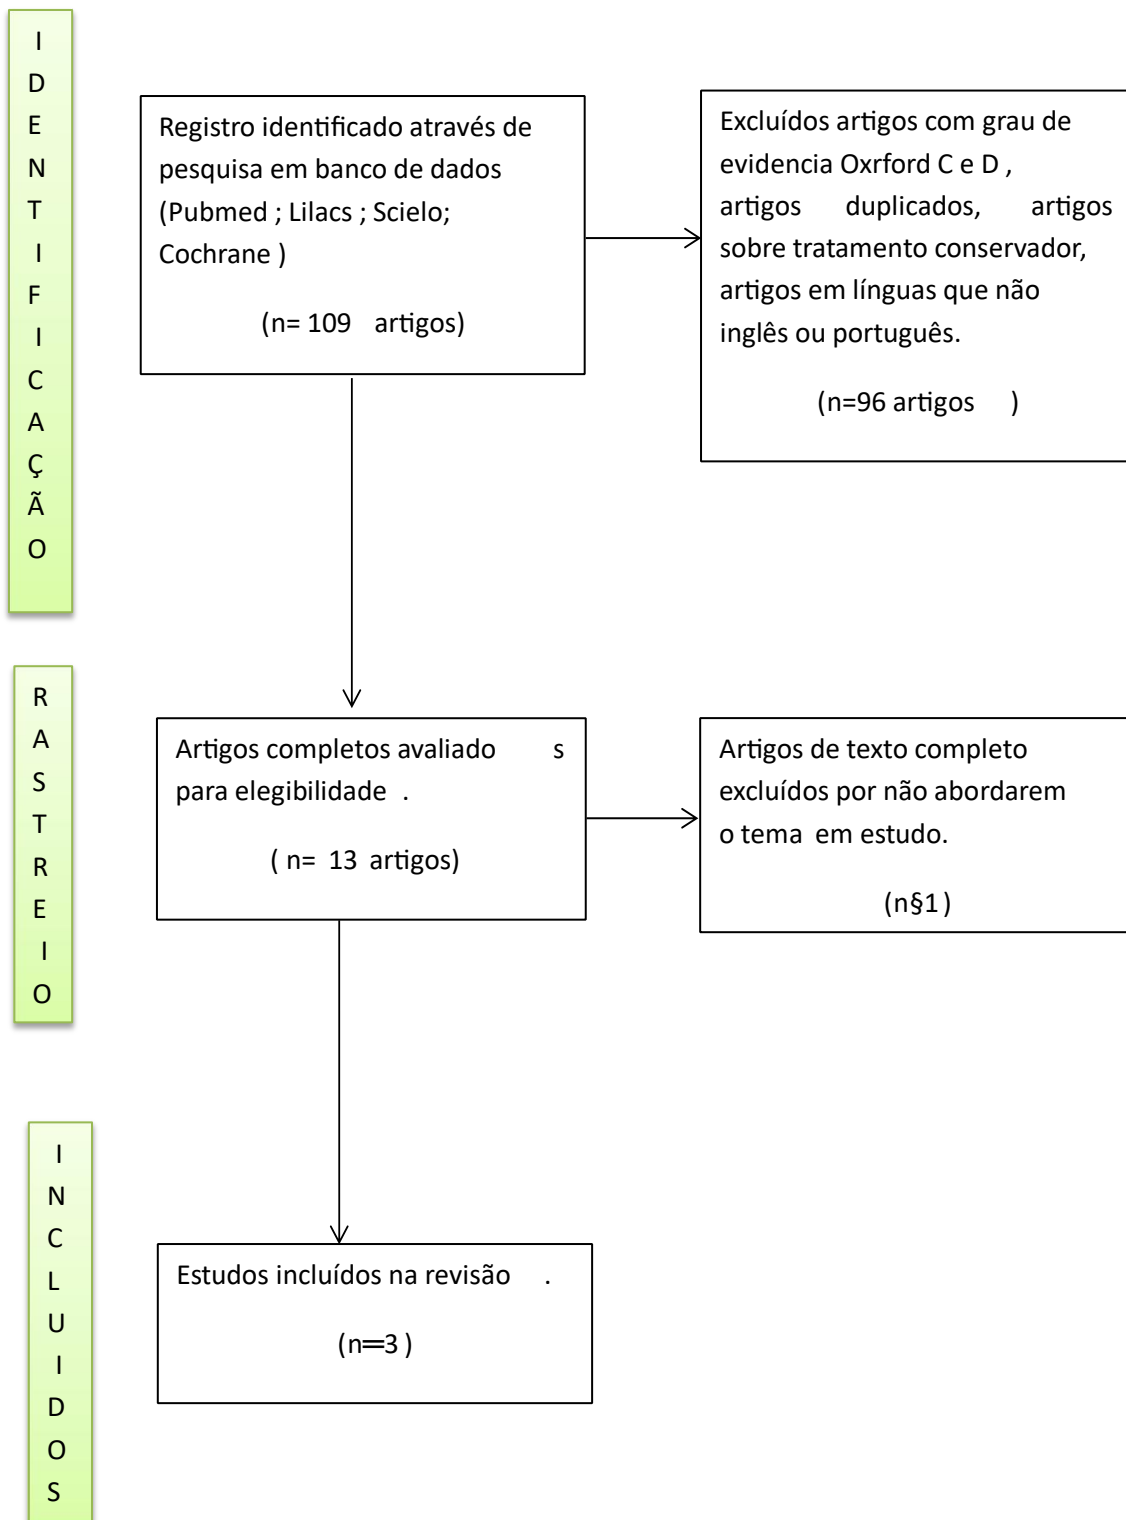 IDENTIFICAÇÃO
Registro identificado através de
pesquisa em banco de dados
(Pubmed ; Lilacs ; Scielo;
Cochrane )
(n= 109 artigos)
Excluídos artigos com grau de
evidencia Oxrford C e D ,
artigos duplicados, artigos
sobre tratamento conservador,
artigos em línguas que não
inglês ou português.
(n=96 artigos )
RASTREIO
Artigos completos avaliado s
para elegibilidade .
( n= 13 artigos)
Artigos de texto completo
excluídos por não abordarem
o tema em estudo.
(n§1 )
INCLUIDOS
Estudos incluídos na revisão .
(n=3 )